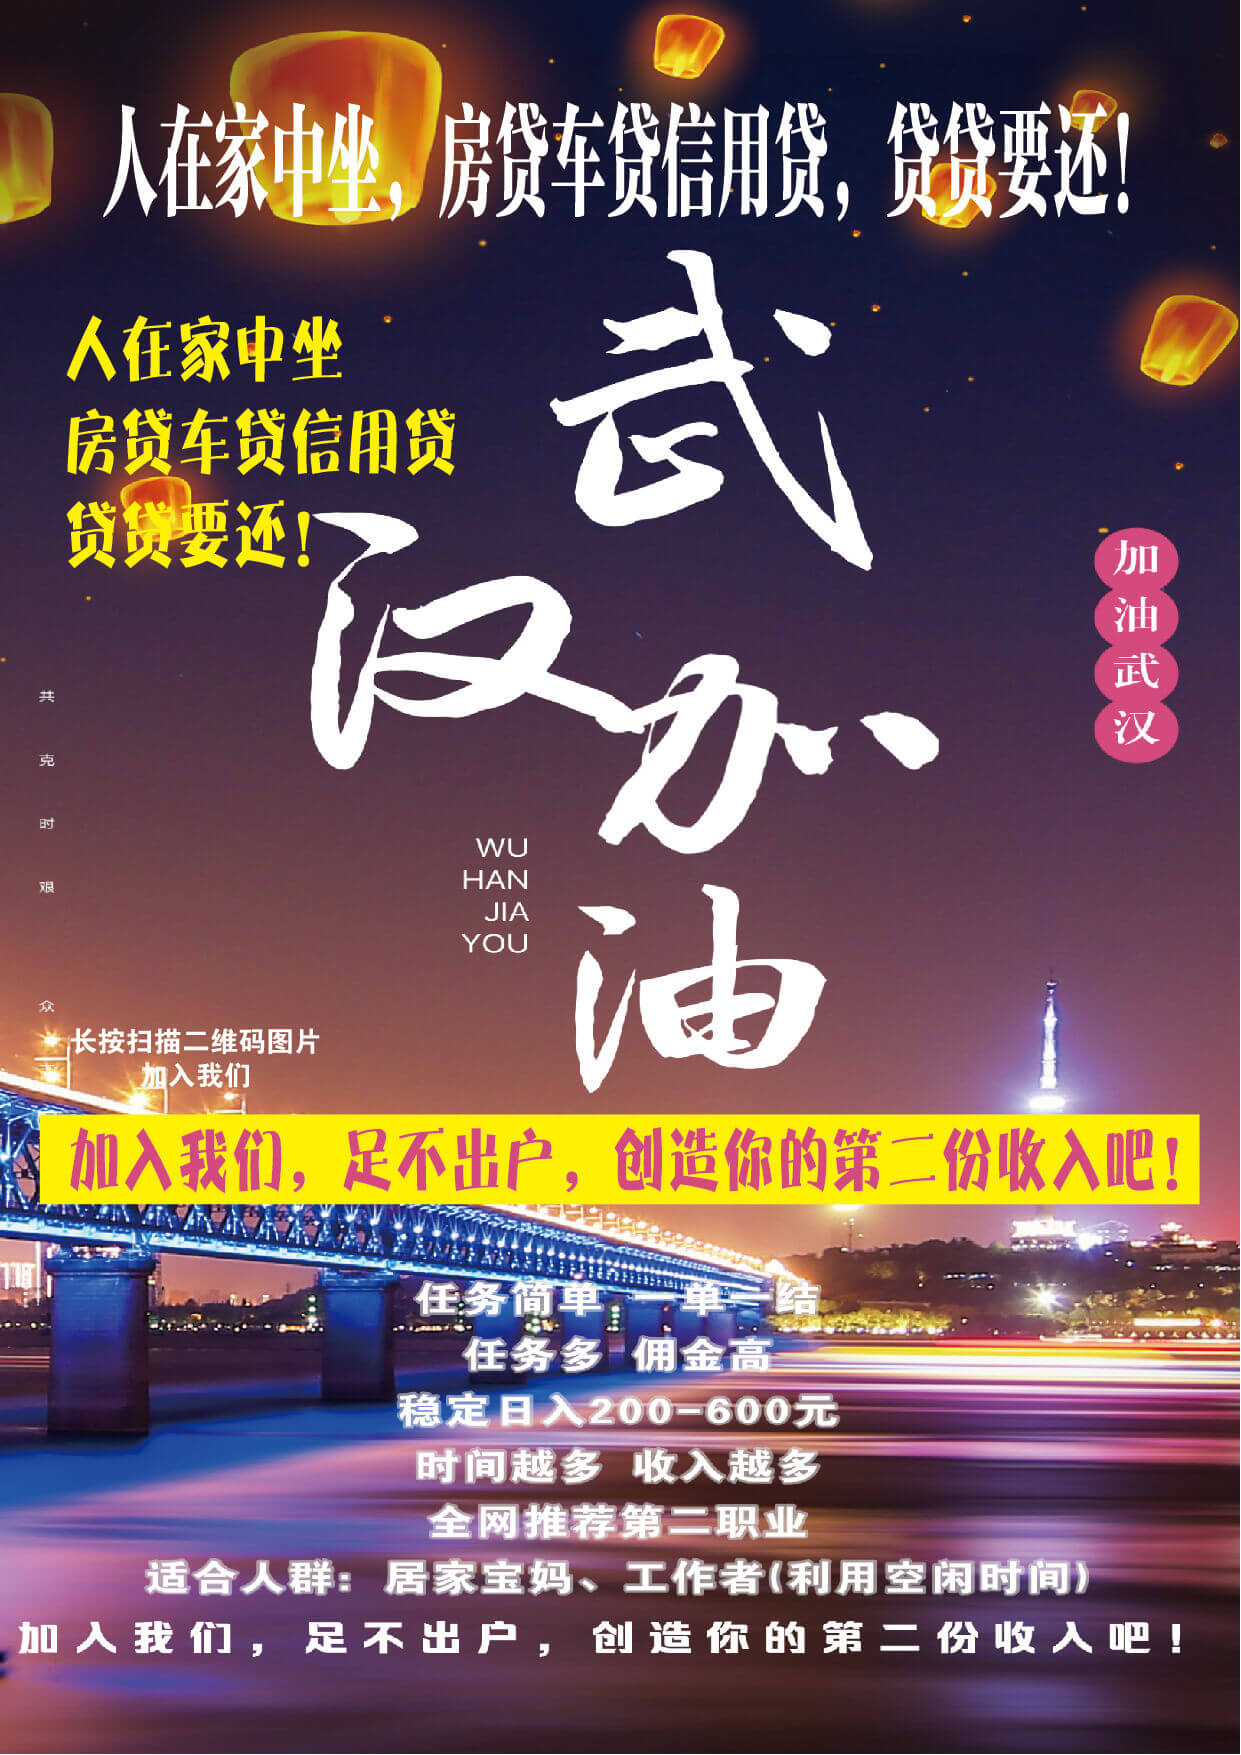 人在家中坐，房贷车贷信用贷，贷贷要还！
人在家中坐
房贷车贷信用贷
贷贷要还！
武
汉
加
油
加油武汉
WU
HAN
JIA
YOU
共克时艰 众
长按扫描二维码图片
加入我们
加入我们，足不出户，创造你的第二份收入吧！
任务简单 一单一结
任务多 佣金高
稳定日入200-600元
时间越多 收入越多
全网推荐第二职业
适合人群：居家宝妈、工作者(利用空闲时间)
加入我们，足不出户，创造你的第二份收入吧！